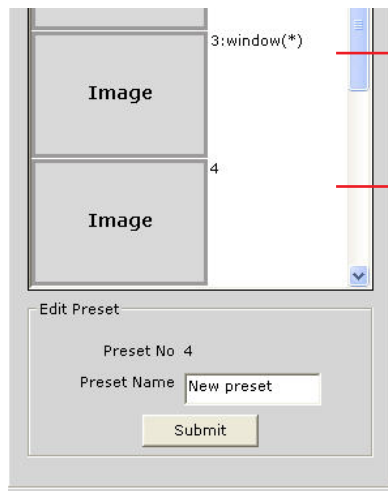 3:window(*)
Image
4
Image
Edit Preset
Preset No 4
Preset Name New preset
Submit